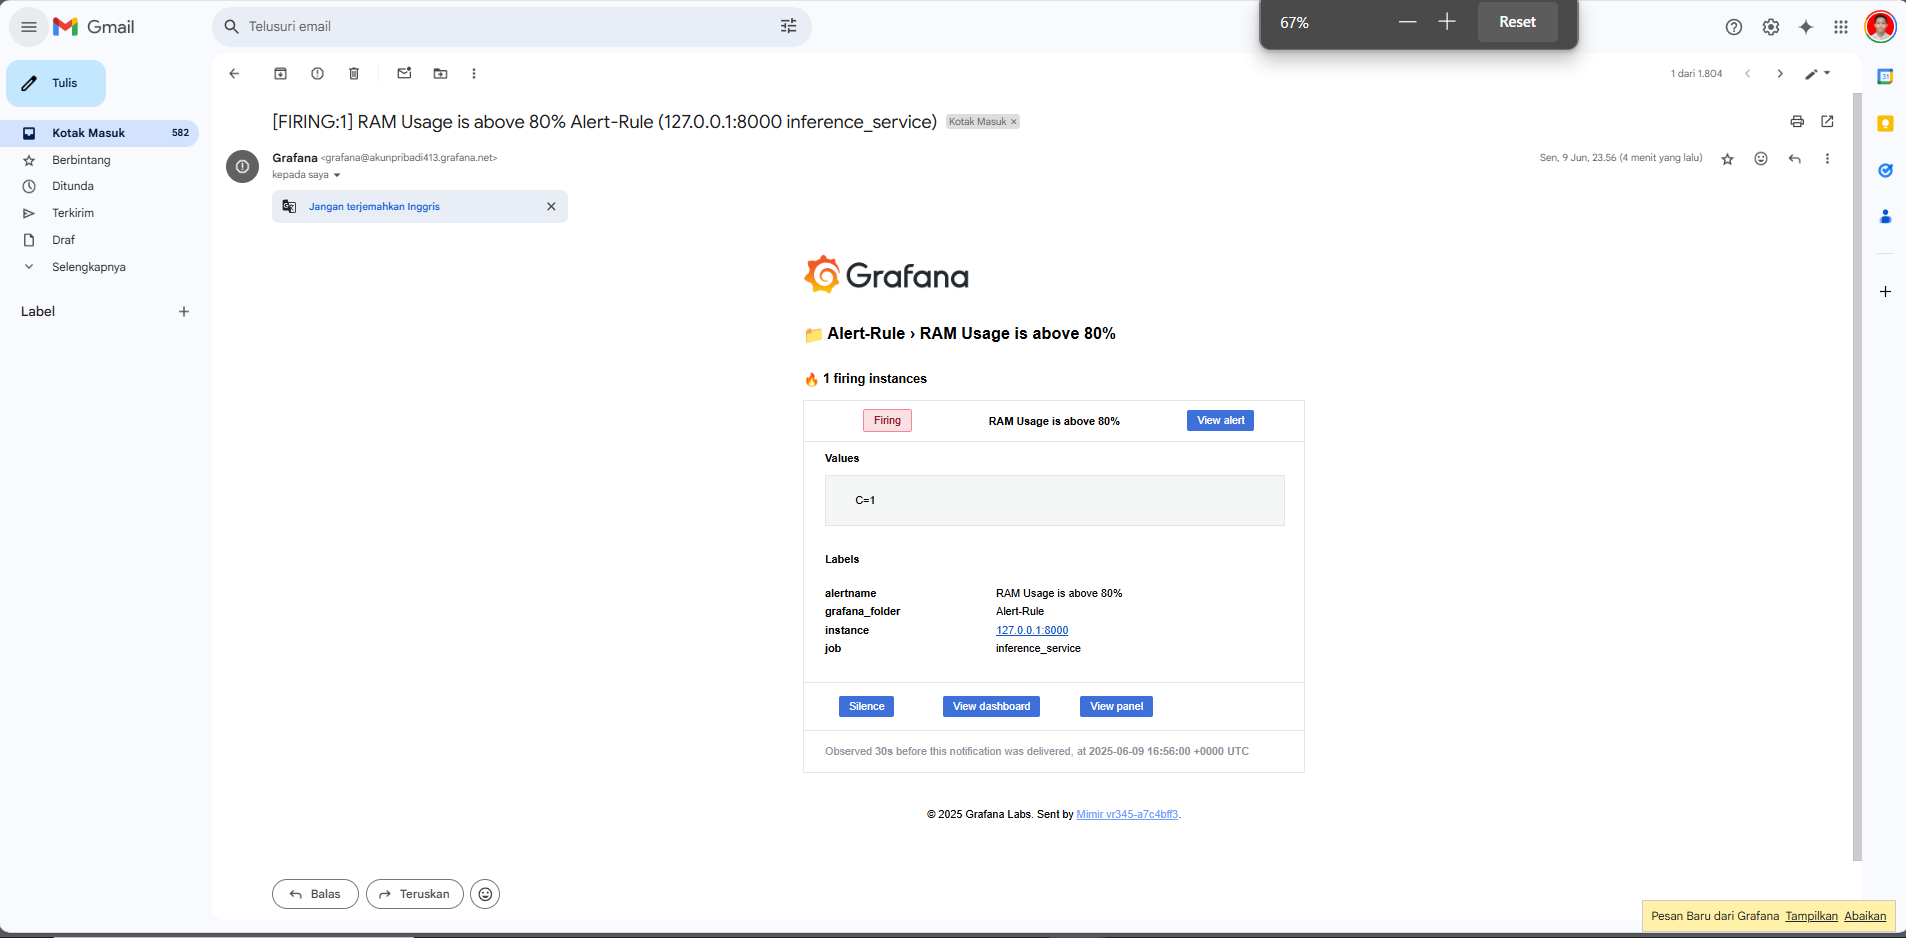 Gmail
Telusuri email
67%
Reset
Tulis
1 dari 1.804
Kotak Masuk 582
Berbintang
Ditunda
Terkirim
Draf
Selengkapnya
Label
[FIRING:1] RAM Usage is above 80% Alert-Rule (127.0.0.1:8000 inference_service)
Kotak Masuk ×
Grafana <grafana@akunpribadi413.grafana.net>
Sen, 9 Jun, 23.56 (4 menit yang lalu)
kepada saya
Jangan terjemahkan Inggris
31
Grafana
Alert-Rule › RAM Usage is above 80%
1 firing instances
Firing
RAM Usage is above 80%
View alert
Values
C=1
Labels
alertname RAM Usage is above 80%
grafana_folder Alert-Rule
instance 127.0.0.1:8000
job inference_service
Silence
View dashboard
View panel
Observed 30s before this notification was delivered, at 2025-06-09 16:56:00 +0000 UTC
© 2025 Grafana Labs. Sent by Mimir vr345-a7c4bff3.
Balas
Teruskan
Pesan Baru dari Grafana Tampilkan Abaikan